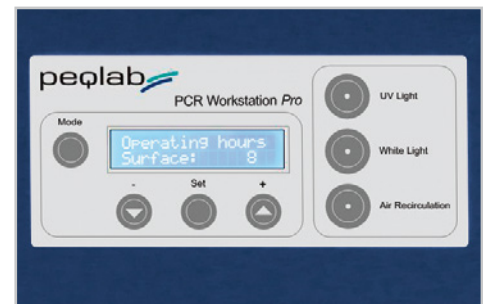 peqlab
PCR Workstation Pro
Mode
Operating hours
Surface: 8
- Set +
UV Light
White Light
Air Recirculation